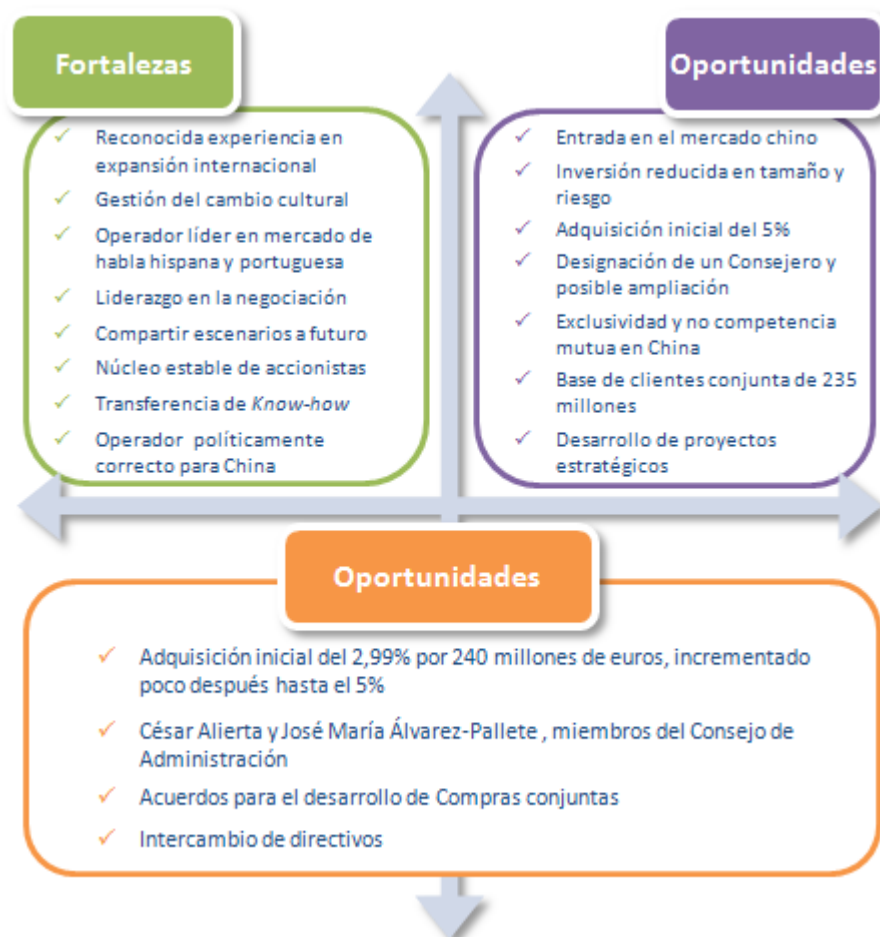 Fortalezas
Reconocida experiencia en
expansión internacional
Gestión del cambio cultural
Operador líder en mercado de
habla hispana y portuguesa
Liderazgo en la negociación
Compartir escenarios a futuro
Núcleo estable de accionistas
Transferencia de Know-how
Operador políticamente
correcto para China
Oportunidades
Entrada en el mercado chino
Inversión reducida en tamaño y
riesgo
Adquisición inicial del 5%
Designación de un Consejero y
posible ampliación
Exclusividad y no competencia
mutua en China
Base de clientes conjunta de 235
millones
Desarrollo de proyectos
estratégicos
Oportunidades
Adquisición inicial del 2,99% por 240 millones de euros, incrementado
poco después hasta el 5%
César Alierta y José María Álvarez-Pallete , miembros del Consejo de
Administración
Acuerdos para el desarrollo de Compras conjuntas
Intercambio de directivos